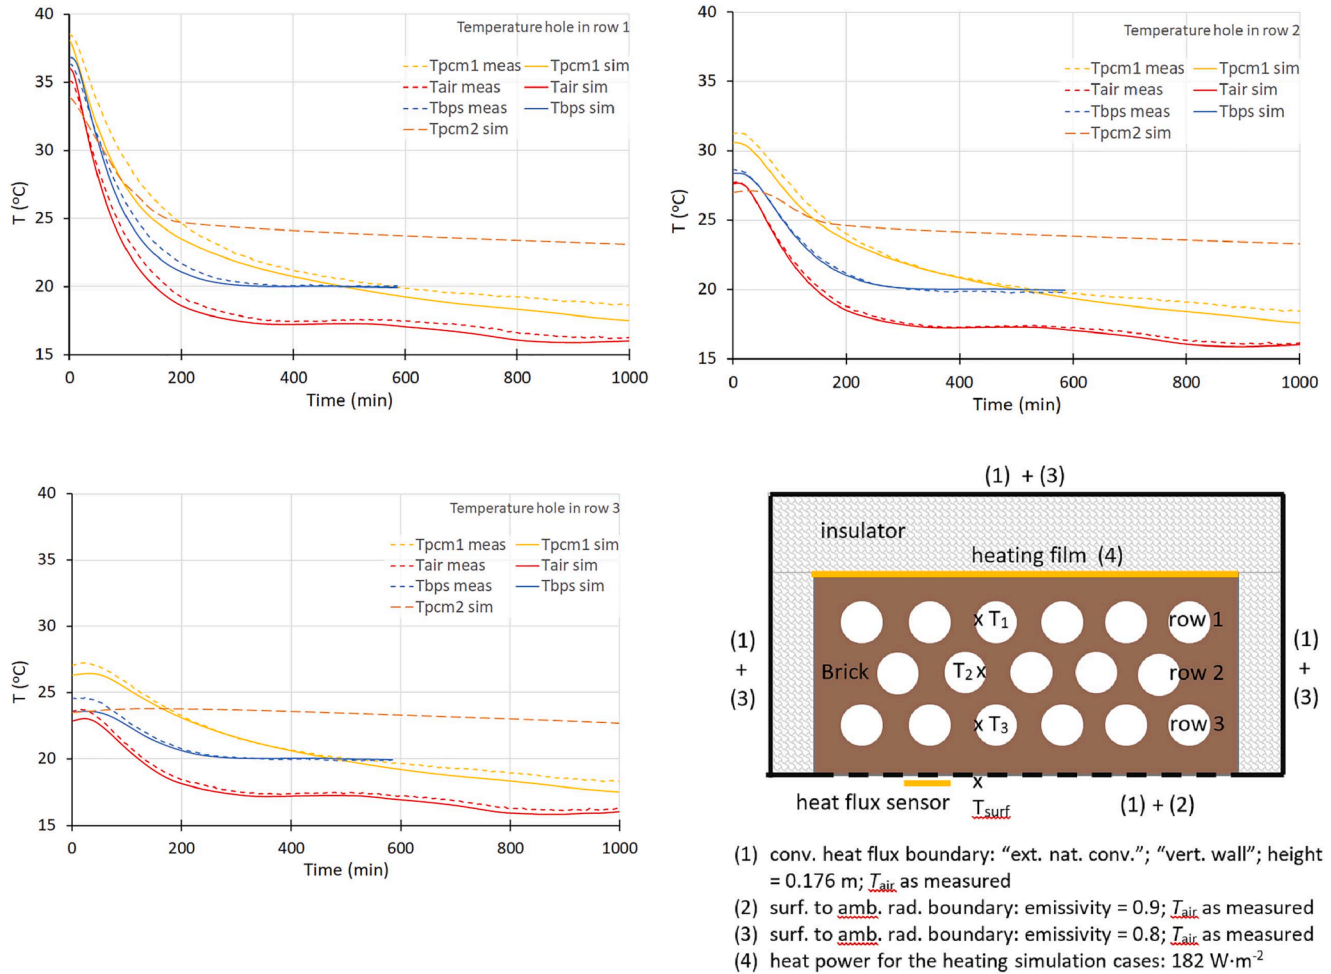 40
Temperature hole in row 1
Tpcm1 meas Tpcm1 sim
Tair meas Tair sim
Tbps meas Tbps sim
Tpcm2 sim
35
30
25
20
15
T (°C)
0 200 400 600 800 1000
Time (min)
40
Temperature hole in row 2
Tpcm1 meas Tpcm1 sim
Tair meas Tair sim
Tbps meas Tbps sim
Tpcm2 sim
35
30
25
20
15
T (°C)
0 200 400 600 800 1000
Time (min)
40
Temperature hole in row 3
Tpcm1 meas Tpcm1 sim
Tair meas Tair sim
Tbps meas Tbps sim
Tpcm2 sim
35
30
25
20
15
T (°C)
0 200 400 600 800 1000
Time (min)
(1) + (3)
insulator
heating film (4)
x T₁ row 1
(1)
+
(3)
Brick T₂x row 2
(1)
+
(3)
x T₃ row 3
x
heat flux sensor Tsurf (1) + (2)
(1) conv. heat flux boundary: “ext. nat. conv.”; “vert. wall”; height
= 0.176 m; Tair as measured
(2) surf. to amb. rad. boundary: emissivity = 0.9; Tair as measured
(3) surf. to amb. rad. boundary: emissivity = 0.8; Tair as measured
(4) heat power for the heating simulation cases: 182 W·m⁻²